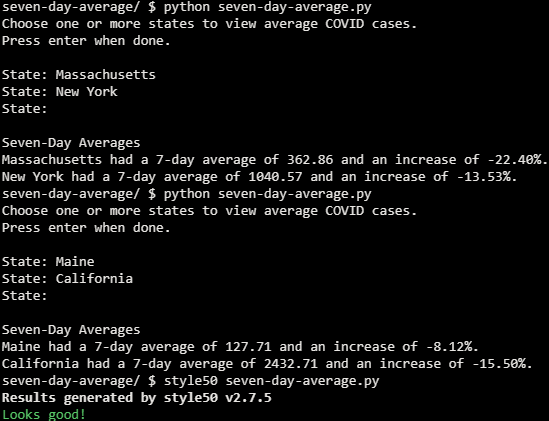 seven-day-average/ $ python seven-day-average.py
Choose one or more states to view average COVID cases.
Press enter when done.
State: Massachusetts
State: New York
State:
Seven-Day Averages
Massachusetts had a 7-day average of 362.86 and an increase of -22.40%.
New York had a 7-day average of 1040.57 and an increase of -13.53%.
seven-day-average/ $ python seven-day-average.py
Choose one or more states to view average COVID cases.
Press enter when done.
State: Maine
State: California
State:
Seven-Day Averages
Maine had a 7-day average of 127.71 and an increase of -8.12%.
California had a 7-day average of 2432.71 and an increase of -15.50%.
seven-day-average/ $ style50 seven-day-average.py
Results generated by style50 v2.7.5
Looks good!